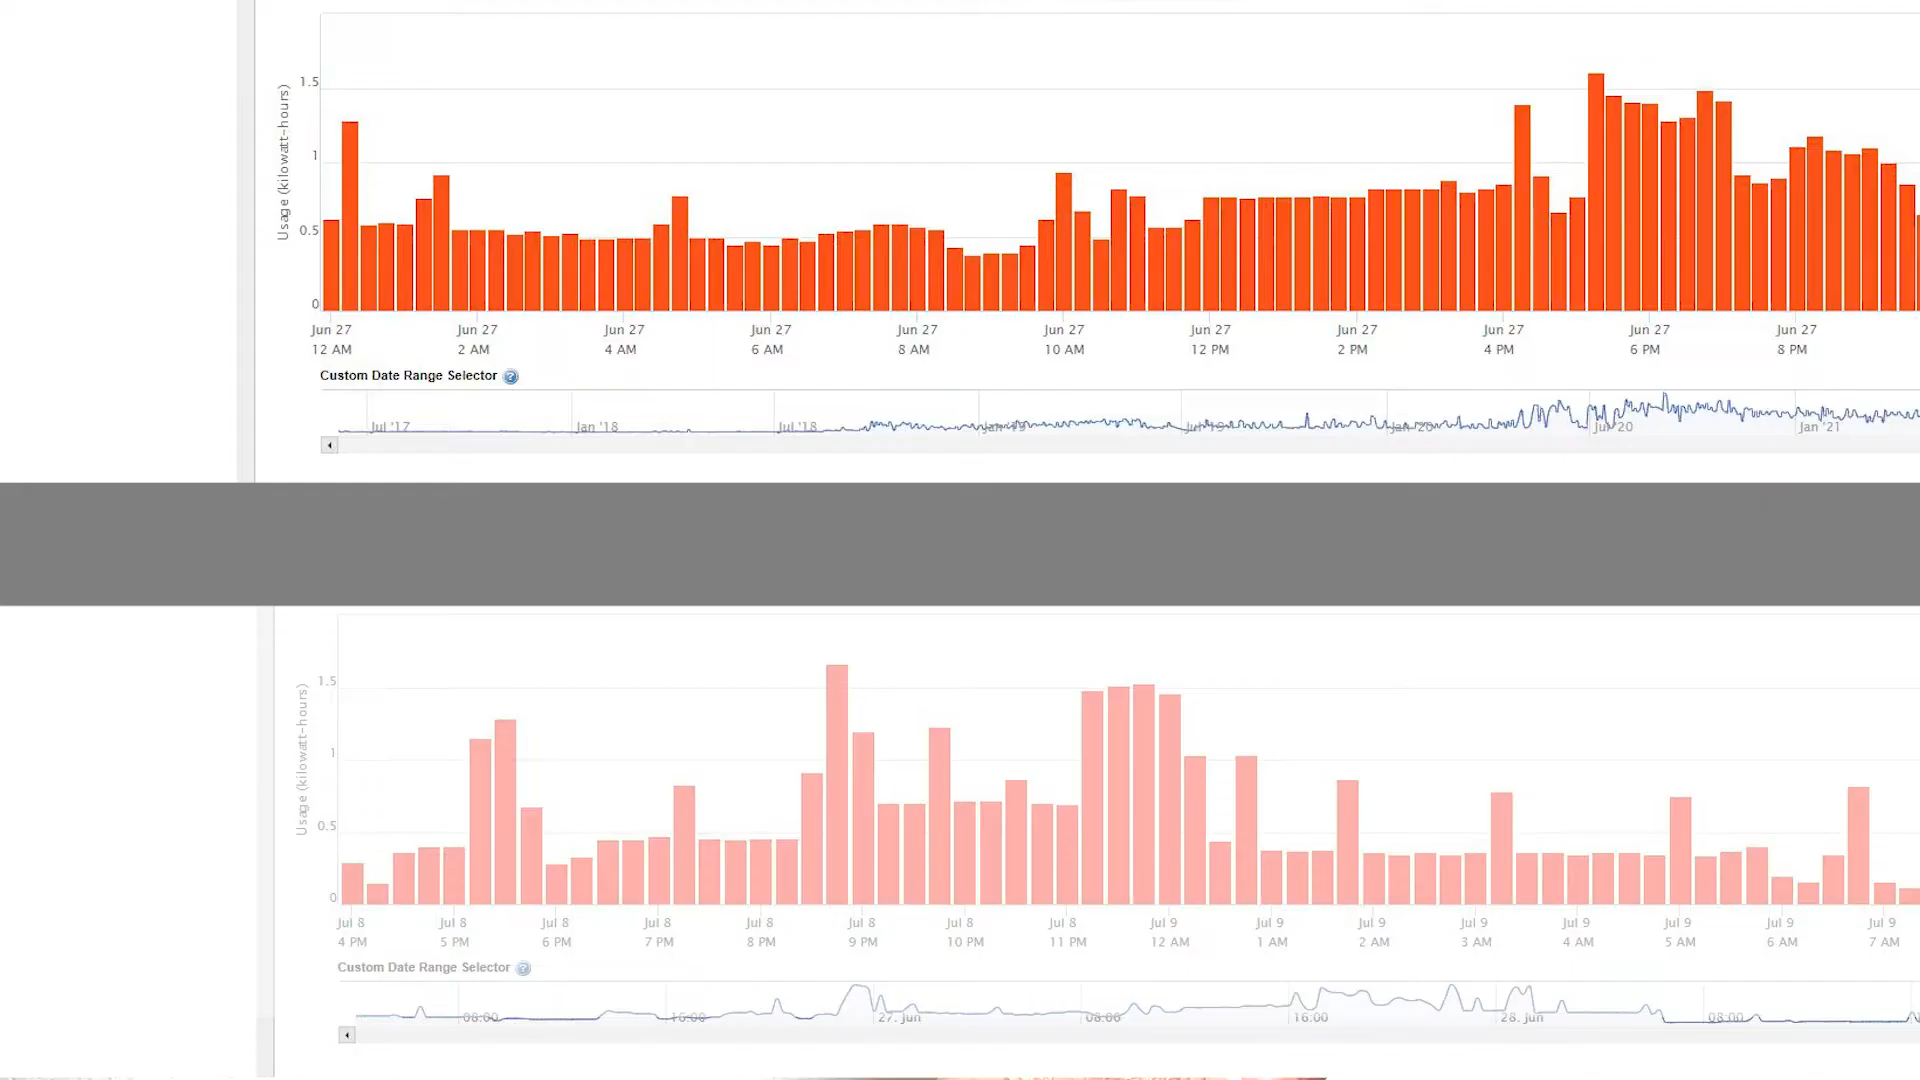 Usage (kilowatt-hours)
1.5
1
0.5
0
Jun 27 Jun 27 Jun 27 Jun 27 Jun 27 Jun 27 Jun 27 Jun 27 Jun 27 Jun 27 Jun 27
12 AM 2 AM 4 AM 6 AM 8 AM 10 AM 12 PM 2 PM 4 PM 6 PM 8 PM
Custom Date Range Selector ?
Jul '17 Jan '18 Jul '18 Jan '19 Jul '19 Jan '20 Jul '20 Jan '21
Usage (kilowatt-hours)
1.5
1
0.5
0
Jul 8 Jul 8 Jul 8 Jul 8 Jul 8 Jul 8 Jul 8 Jul 8 Jul 9 Jul 9 Jul 9 Jul 9 Jul 9 Jul 9 Jul 9 Jul 9
4 PM 5 PM 6 PM 7 PM 8 PM 9 PM 10 PM 11 PM 12 AM 1 AM 2 AM 3 AM 4 AM 5 AM 6 AM 7 AM
Custom Date Range Selector ?
08:00 16:00 27. Jun 08:00 16:00 28. Jun 08:00